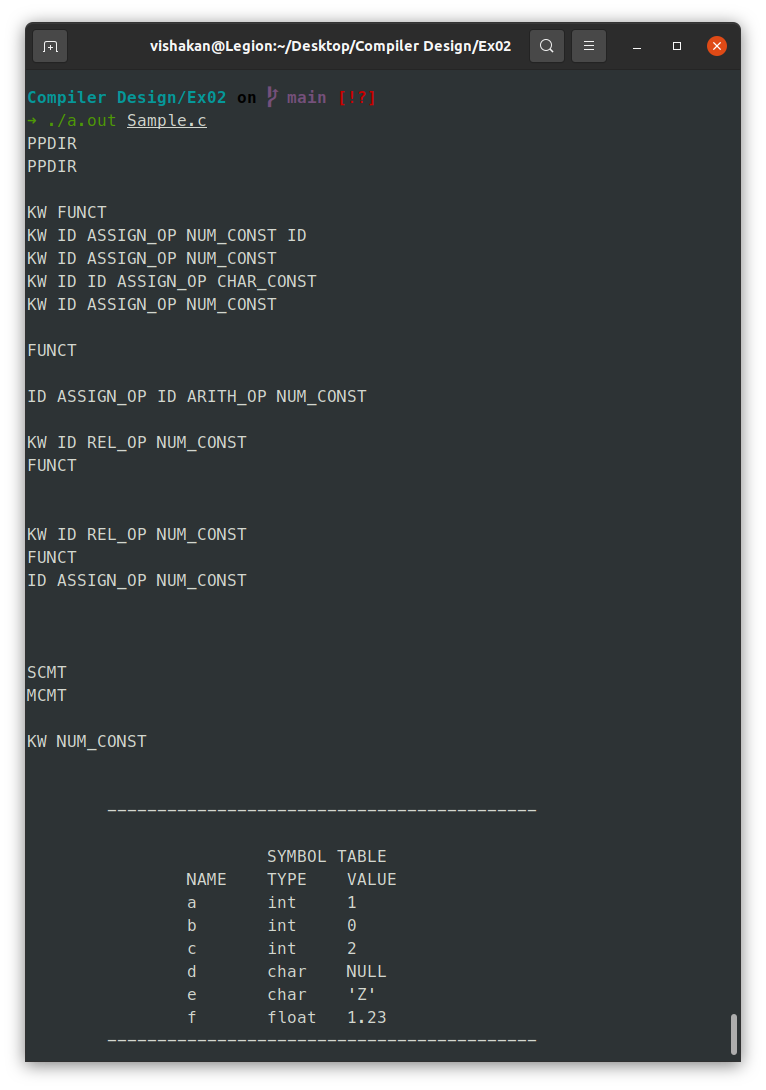 vishakan@Legion:~/Desktop/Compiler Design/Ex02
Compiler Design/Ex02 on main [!?]
➜ ./a.out Sample.c
PPDIR
PPDIR
KW FUNCT
KW ID ASSIGN_OP NUM_CONST ID
KW ID ASSIGN_OP NUM_CONST
KW ID ID ASSIGN_OP CHAR_CONST
KW ID ASSIGN_OP NUM_CONST
FUNCT
ID ASSIGN_OP ID ARITH_OP NUM_CONST
KW ID REL_OP NUM_CONST
FUNCT
KW ID REL_OP NUM_CONST
FUNCT
ID ASSIGN_OP NUM_CONST
SCMT
MCMT
KW NUM_CONST
-------------------------------------------
SYMBOL TABLE
NAME TYPE VALUE
a int 1
b int 0
c int 2
d char NULL
e char 'Z'
f float 1.23
-------------------------------------------